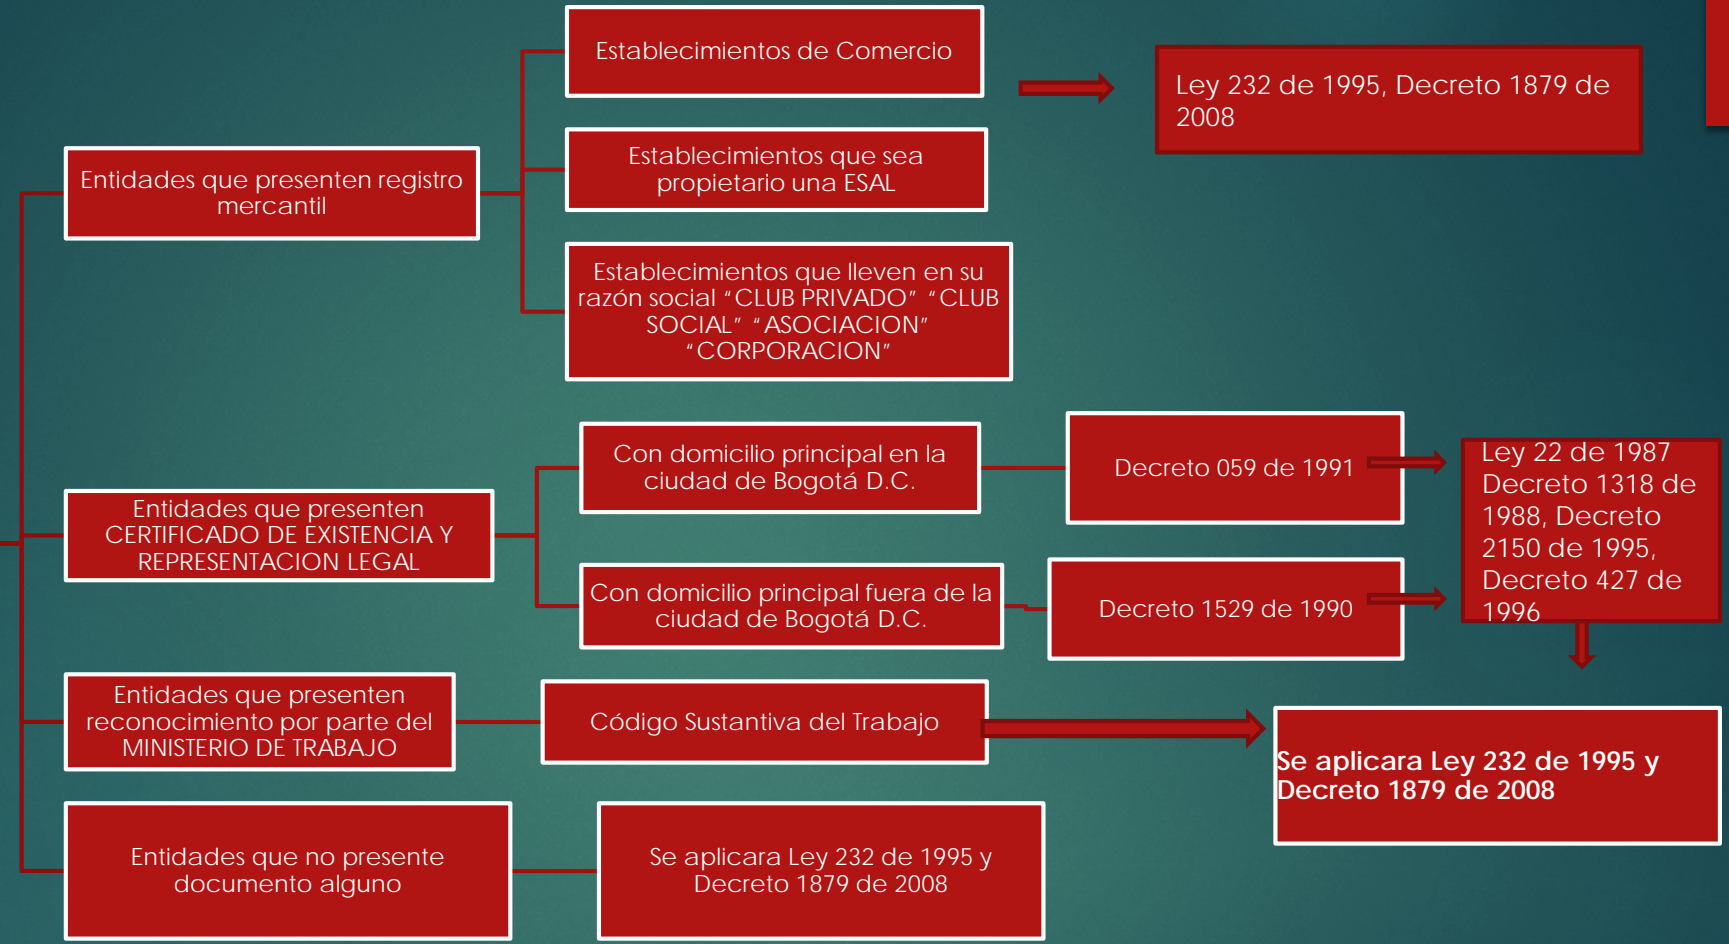 Establecimientos de Comercio
Ley 232 de 1995, Decreto 1879 de
2008
Entidades que presenten registro
mercantil
Establecimientos que sea
propietario una ESAL
Establecimientos que lleven en su
razón social “CLUB PRIVADO” “CLUB
SOCIAL” “ASOCIACION”
“CORPORACION”
Entidades que presenten
CERTIFICADO DE EXISTENCIA Y
REPRESENTACION LEGAL
Con domicilio principal en la
ciudad de Bogotá D.C.
Decreto 059 de 1991
Con domicilio principal fuera de la
ciudad de Bogotá D.C.
Decreto 1529 de 1990
Ley 22 de 1987
Decreto 1318 de
1988, Decreto
2150 de 1995,
Decreto 427 de
1996
Entidades que presenten
reconocimiento por parte del
MINISTERIO DE TRABAJO
Código Sustantiva del Trabajo
Se aplicara Ley 232 de 1995 y
Decreto 1879 de 2008
Entidades que no presente
documento alguno
Se aplicara Ley 232 de 1995 y
Decreto 1879 de 2008